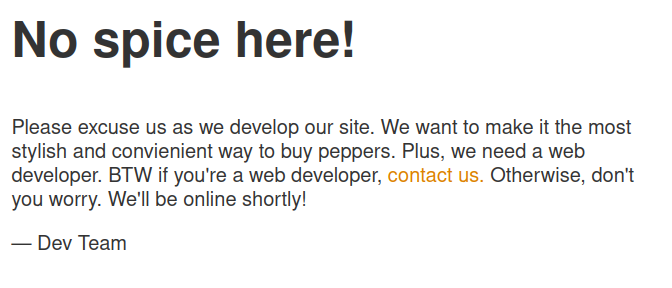 No spice here!
Please excuse us as we develop our site. We want to make it the most
stylish and convienient way to buy peppers. Plus, we need a web
developer. BTW if you're a web developer, contact us. Otherwise, don't
you worry. We'll be online shortly!
— Dev Team